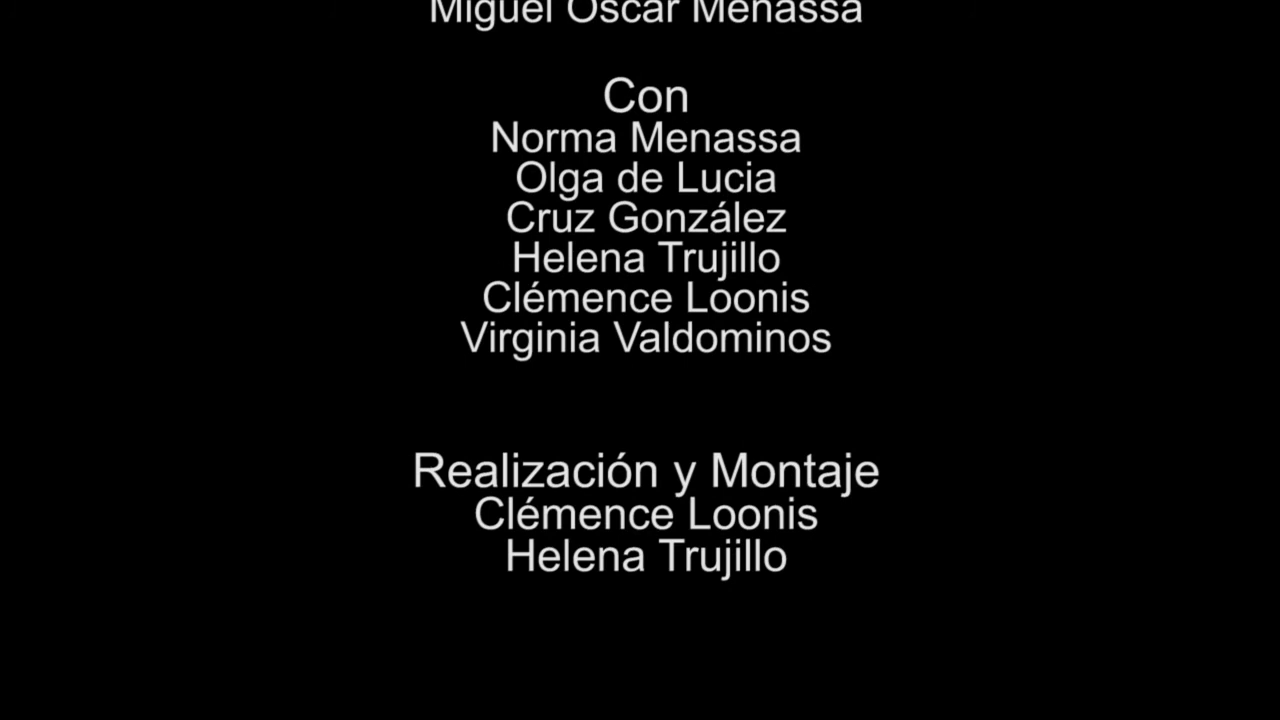 Miguel Oscar Menassa
Con
Norma Menassa
Olga de Lucia
Cruz González
Helena Trujillo
Clémence Loonis
Virginia Valdominos
Realización y Montaje
Clémence Loonis
Helena Trujillo